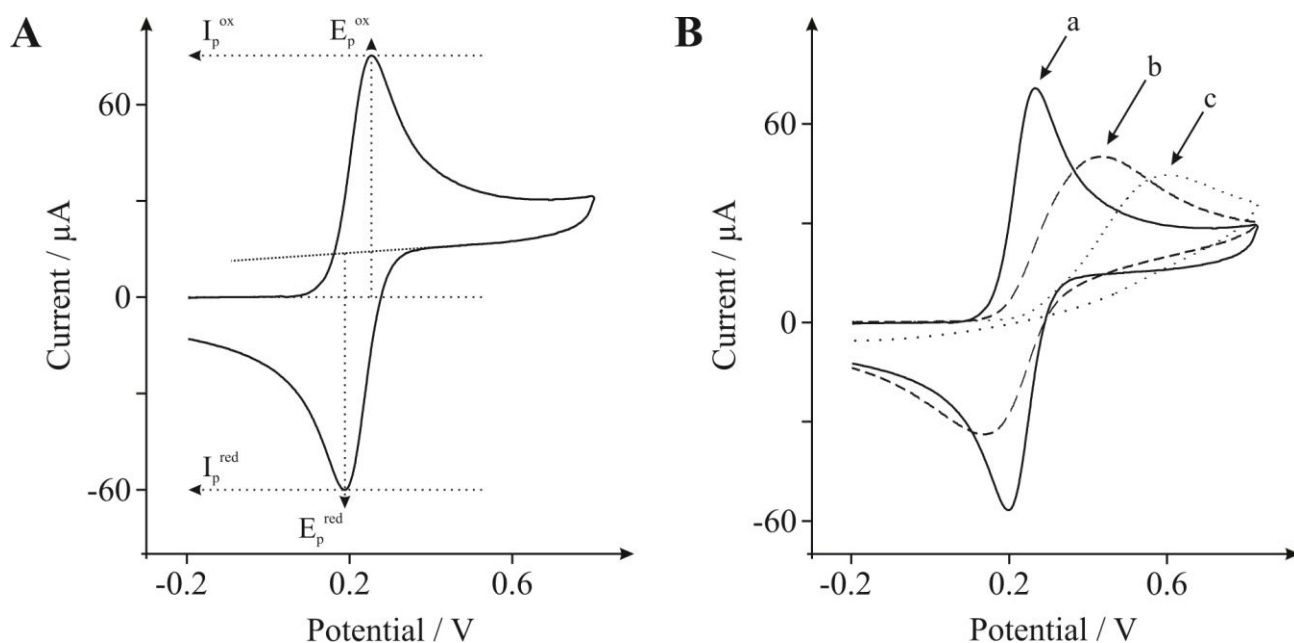 A
I_p^ox
E_p^ox
60
0
-60
Current / μA
I_p^red
E_p^red
-0.2
0.2
0.6
Potential / V
B
a
b
c
60
0
-60
Current / μA
-0.2
0.2
0.6
Potential / V